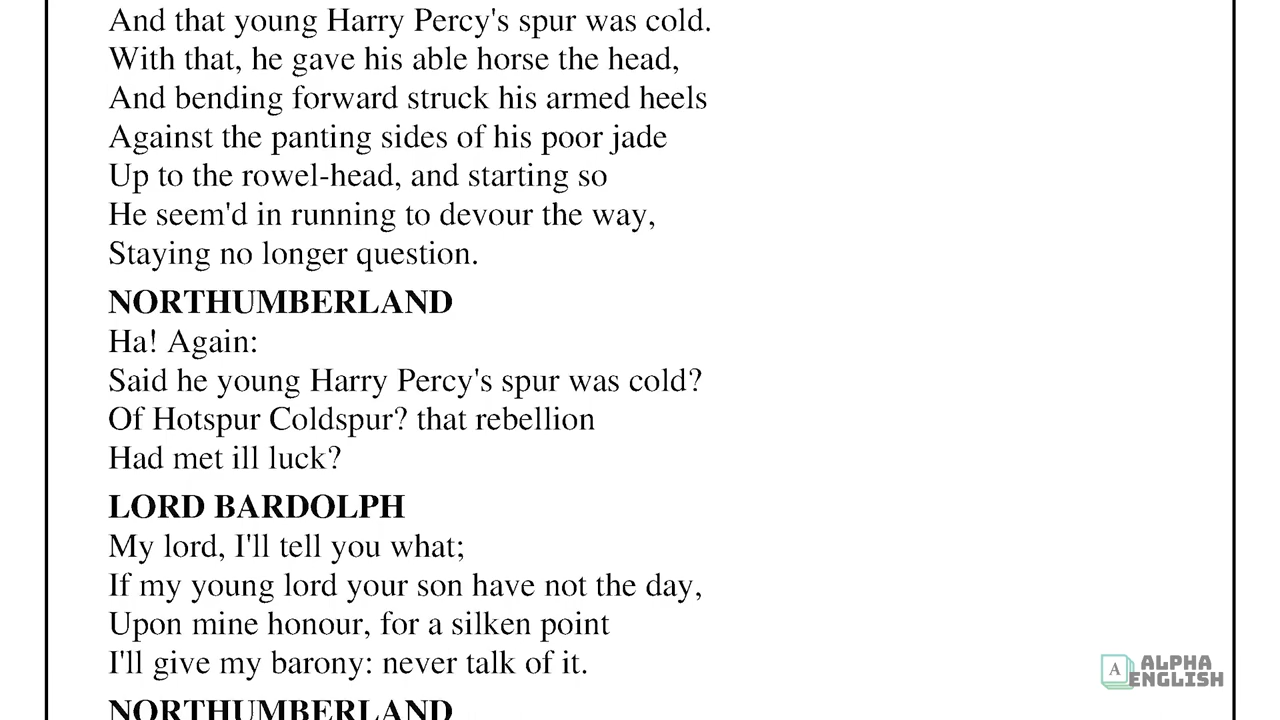 And that young Harry Percy's spur was cold.
With that, he gave his able horse the head,
And bending forward struck his armed heels
Against the panting sides of his poor jade
Up to the rowel-head, and starting so
He seem'd in running to devour the way,
Staying no longer question.
NORTHUMBERLAND
Ha! Again:
Said he young Harry Percy's spur was cold?
Of Hotspur Coldspur? that rebellion
Had met ill luck?
LORD BARDOLPH
My lord, I'll tell you what;
If my young lord your son have not the day,
Upon mine honour, for a silken point
I'll give my barony: never talk of it.
NORTHUMBERLAND
A
ALPHA
ENGLISH